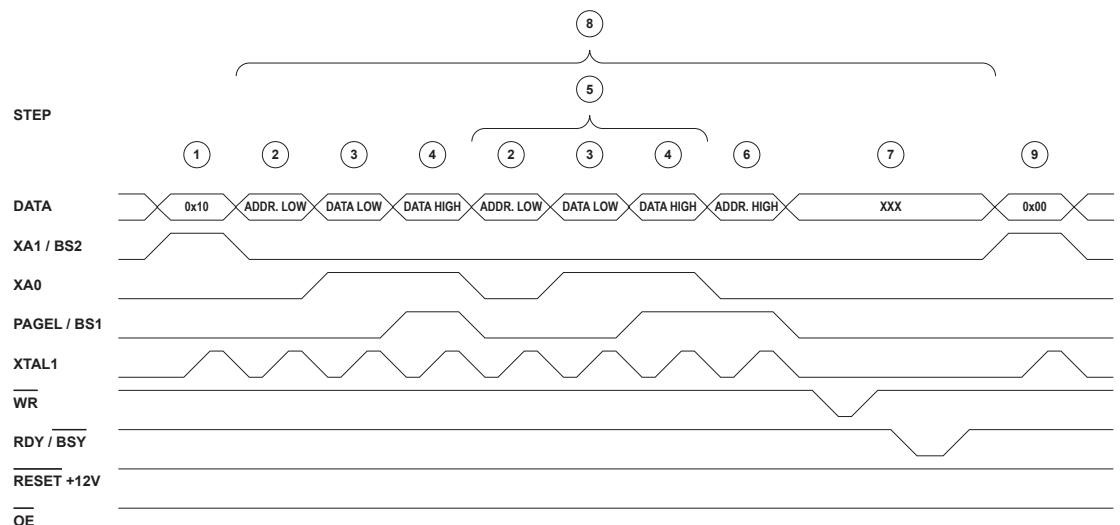 8
5
STEP
1 2 3 4 2 3 4 6 7 9
DATA 0x10 ADDR. LOW DATA LOW DATA HIGH ADDR. LOW DATA LOW DATA HIGH ADDR. HIGH XXX 0x00
XA1 / BS2
XA0
PAGEL / BS1
XTAL1
WR
RDY / BSY
RESET +12V
OE